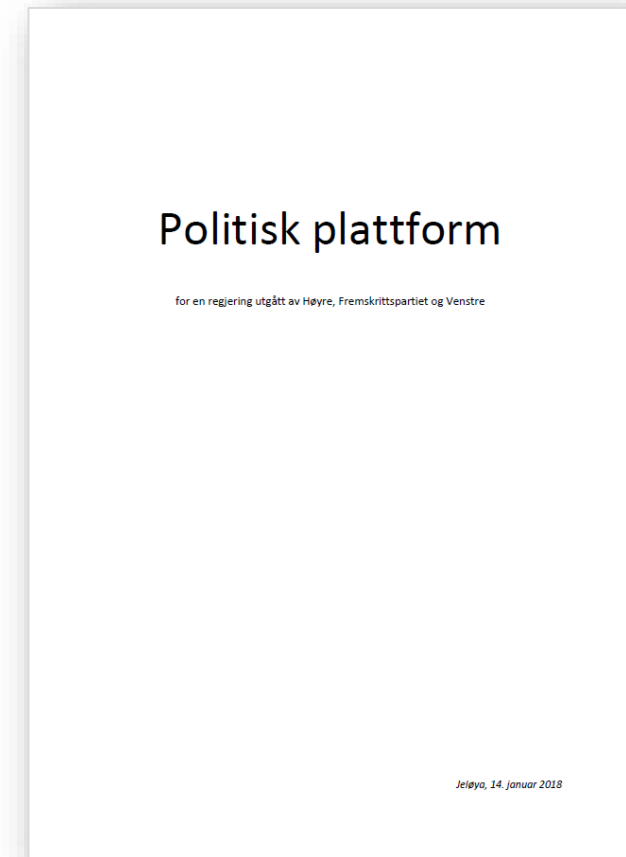 Politisk plattform
for en regjering utgått av Høyre, Fremskrittspartiet og Venstre
Jeløya, 14. januar 2018